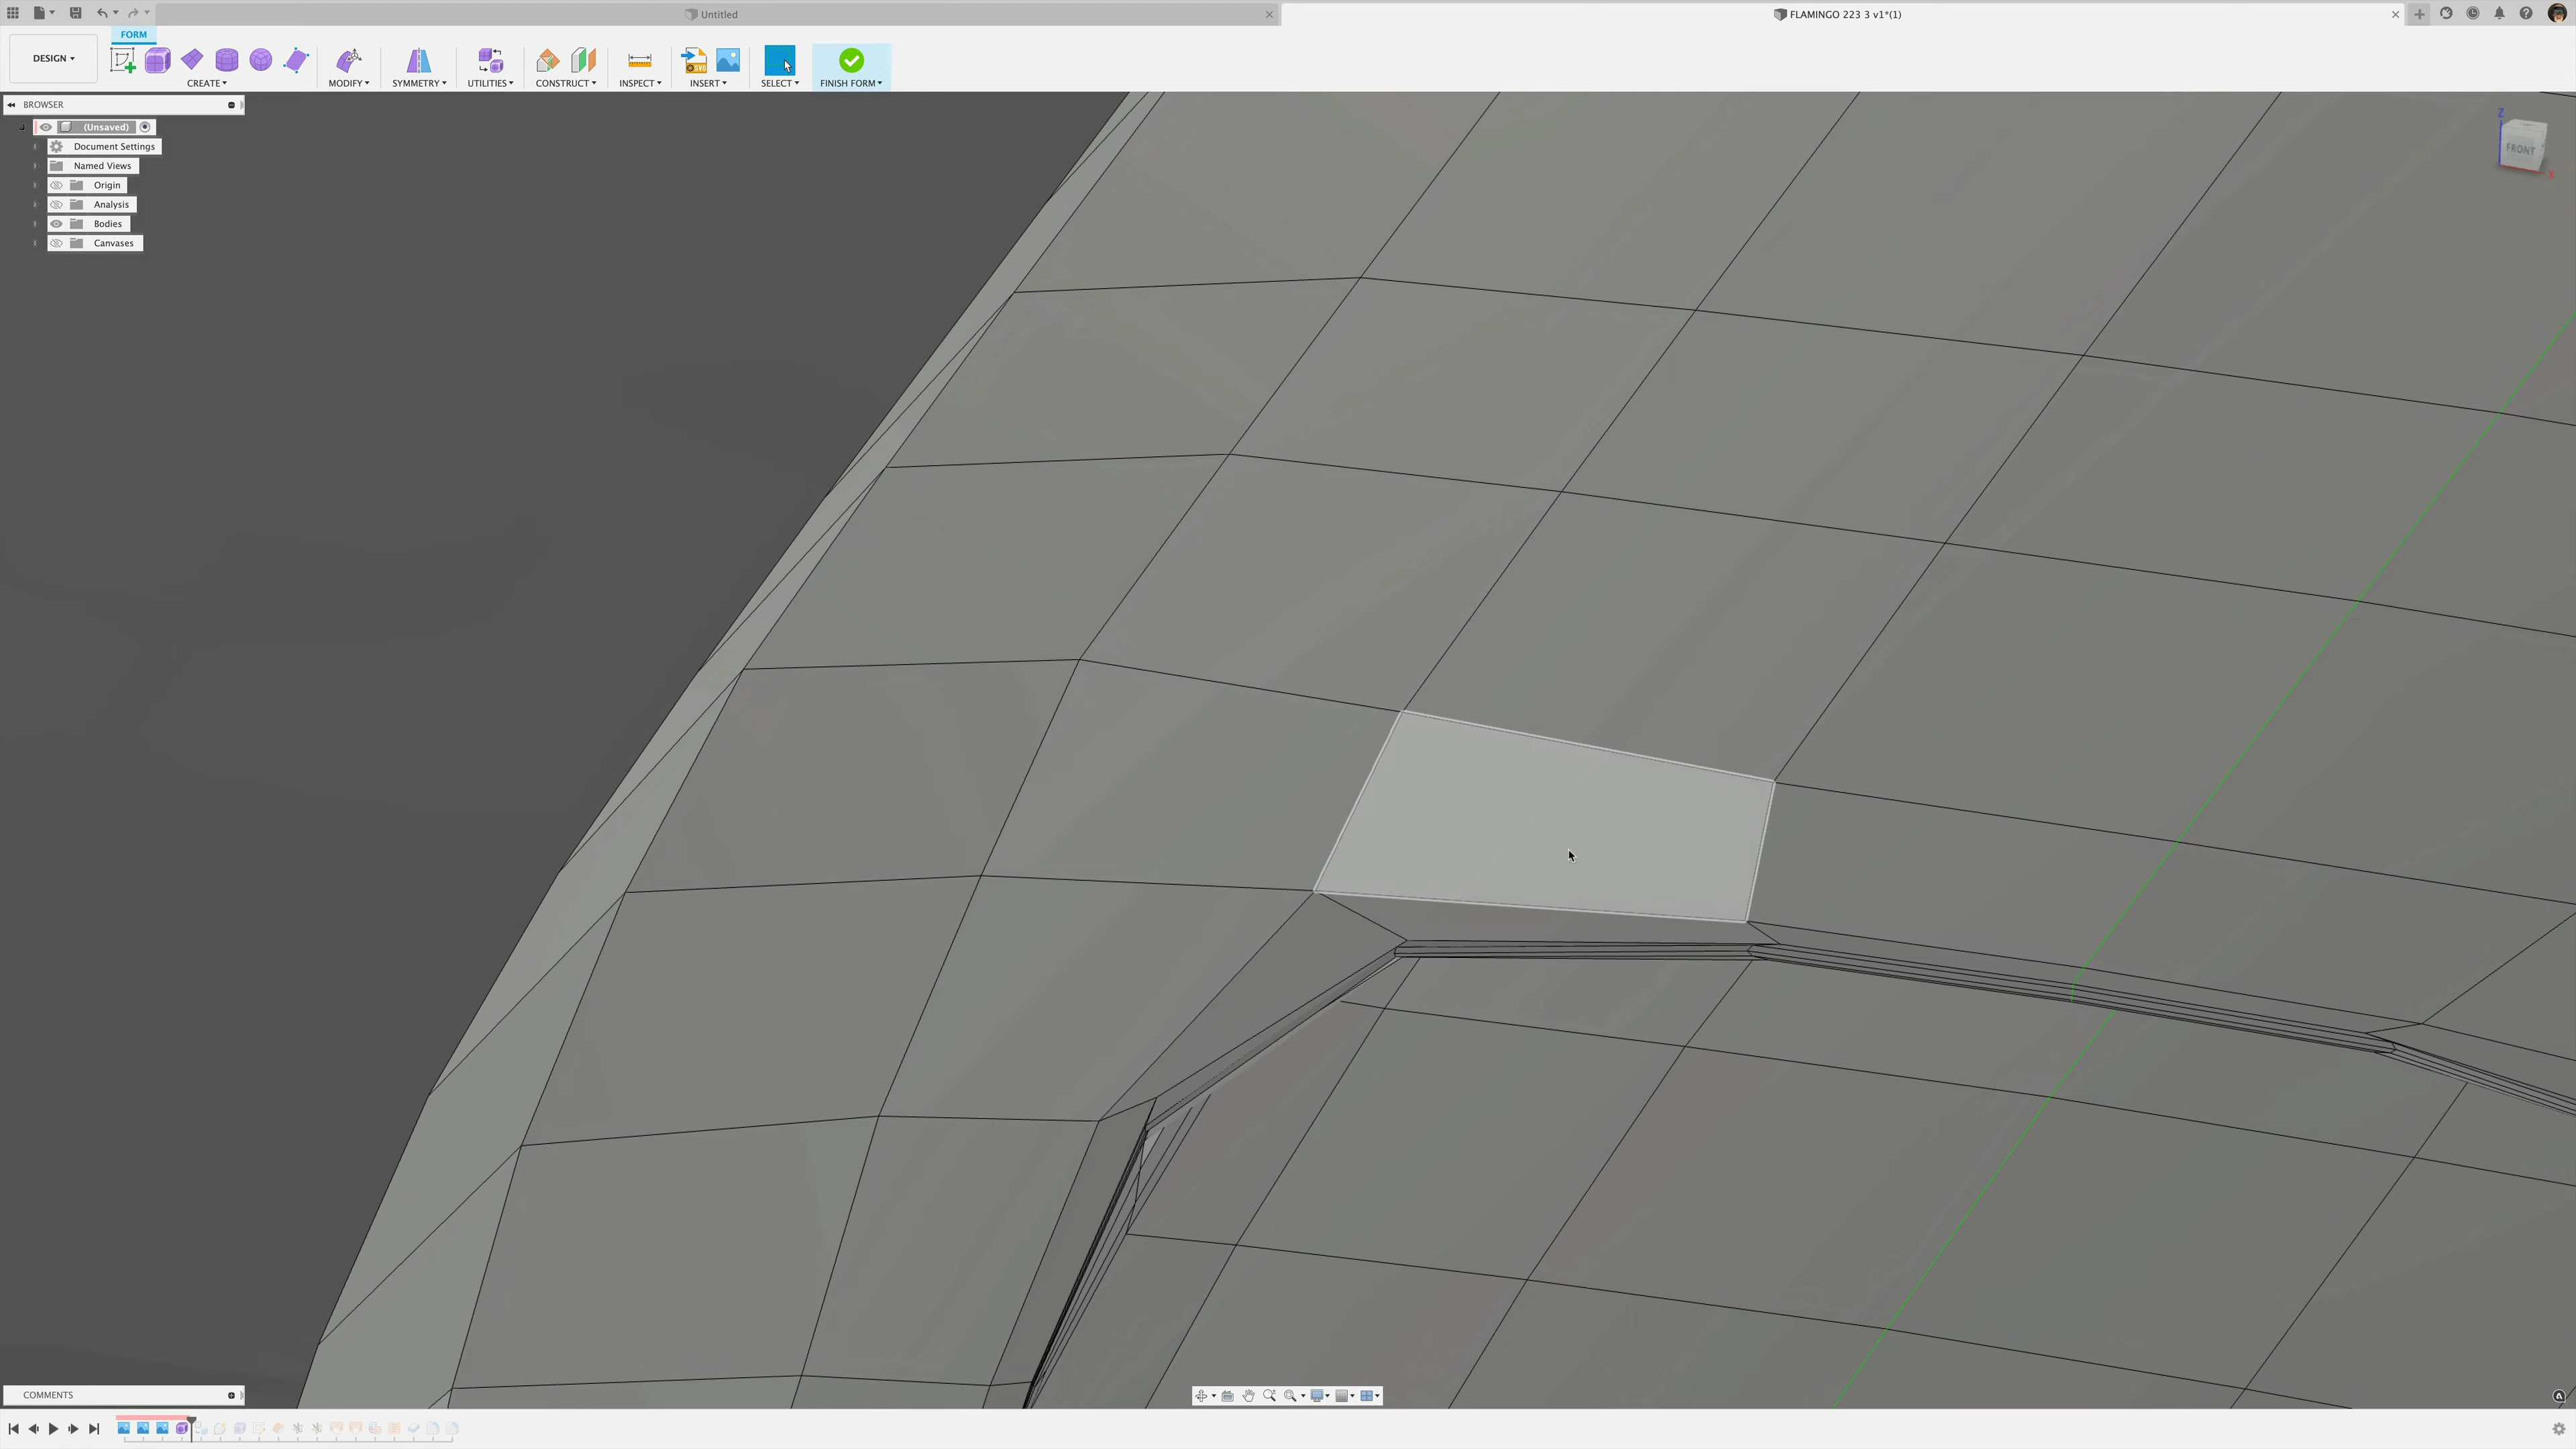 Untitled
FLAMINGO 223 3 v1*(1)
FORM
DESIGN
CREATE
MODIFY
SYMMETRY
UTILITIES
CONSTRUCT
INSPECT
INSERT
SELECT
FINISH FORM
BROWSER
(Unsaved)
Document Settings
Named Views
Origin
Analysis
Bodies
Canvases
Z
FRONT
X
COMMENTS